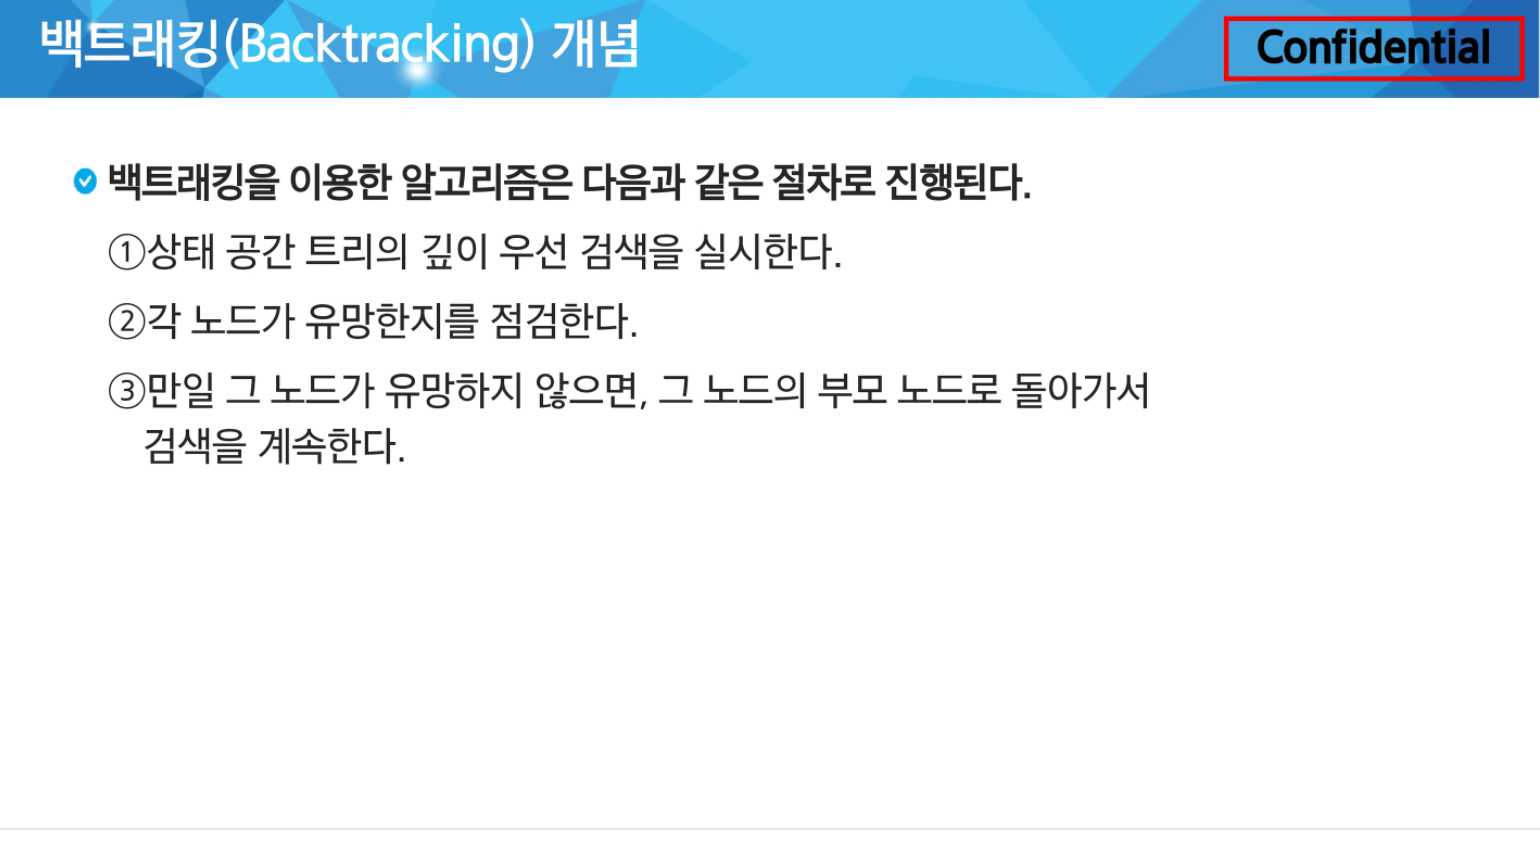 백트래킹(Backtracking) 개념
Confidential
백트래킹을 이용한 알고리즘은 다음과 같은 절차로 진행된다.
①상태 공간 트리의 깊이 우선 검색을 실시한다.
②각 노드가 유망한지를 점검한다.
③만일 그 노드가 유망하지 않으면, 그 노드의 부모 노드로 돌아가서
검색을 계속한다.